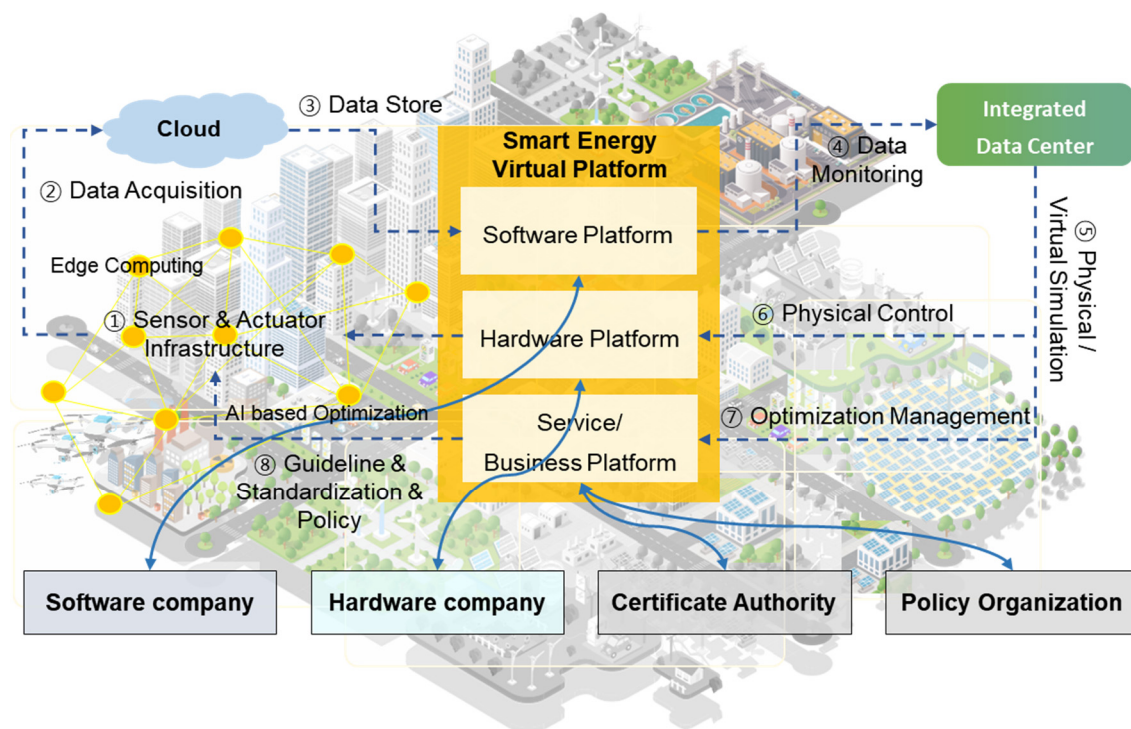 ③ Data Store
Cloud
Smart Energy
Virtual Platform
Integrated
Data Center
④ Data
Monitoring
② Data Acquisition
Software Platform
⑤ Physical /
Virtual Simulation
Edge Computing
① Sensor & Actuator
Infrastructure
Hardware Platform
⑥ Physical Control
AI based Optimization
Service/
Business Platform
⑦ Optimization Management
⑧ Guideline &
Standardization &
Policy
Software company
Hardware company
Certificate Authority
Policy Organization